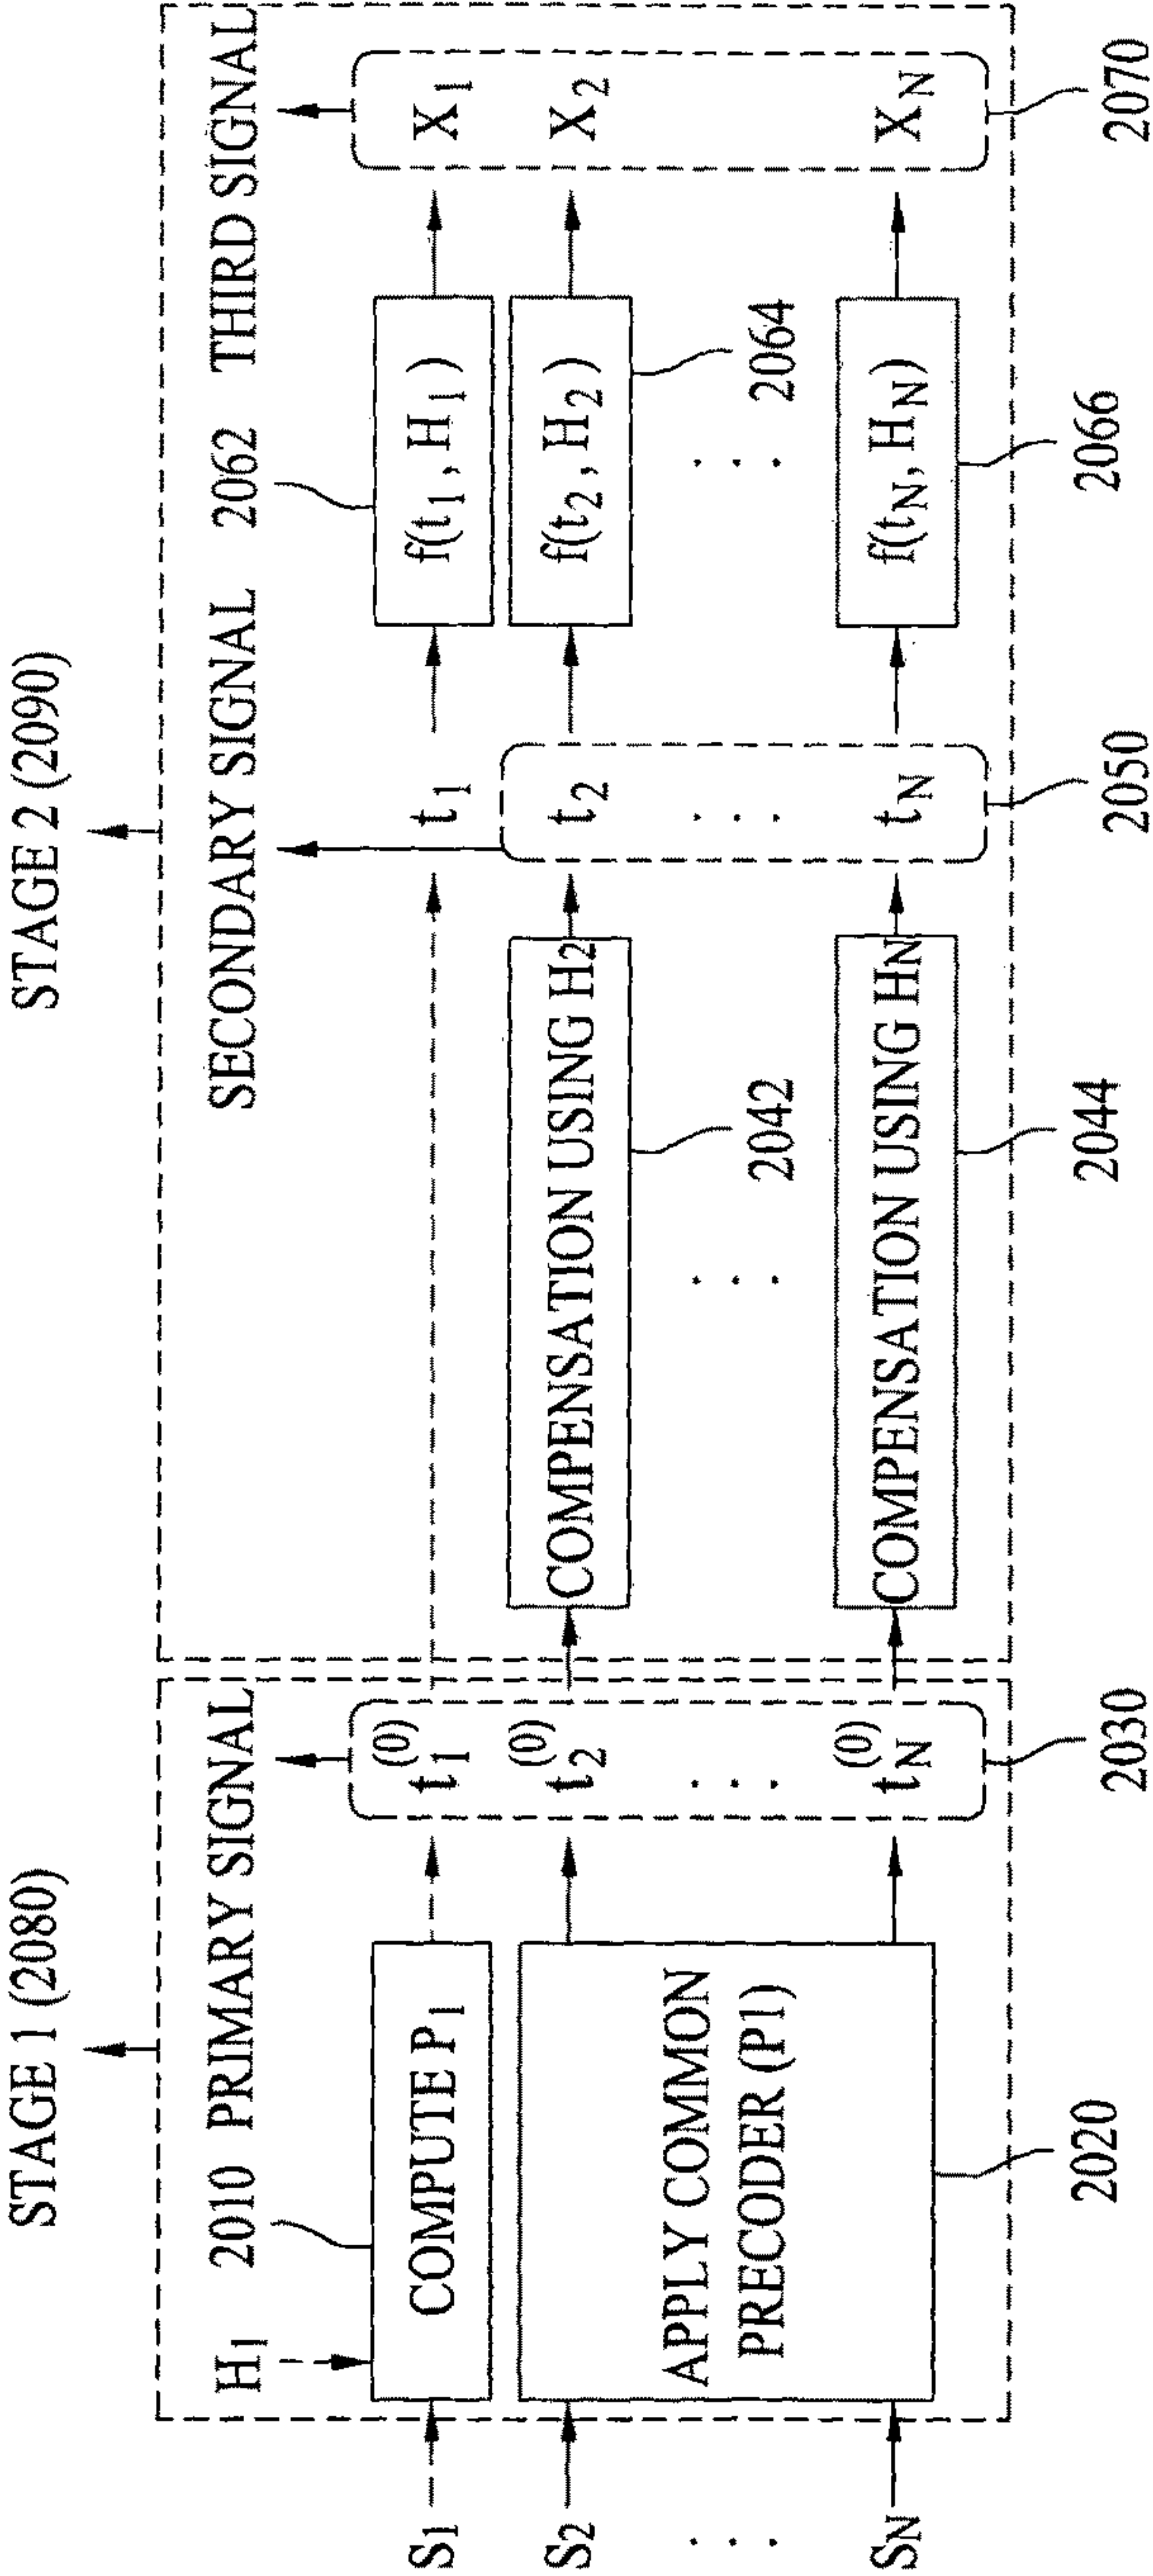 STAGE 1 (2080)
STAGE 2 (2090)
H1
2010
PRIMARY SIGNAL
SECONDARY SIGNAL
2062
THIRD SIGNAL
S1
COMPUTE P1
t1(0)
t1
f(t1, H1)
X1
S2
APPLY COMMON
PRECODER (P1)
t2(0)
COMPENSATION USING H2
t2
f(t2, H2)
X2
. . .
. . .
2042
. . .
. . .
2064
. . .
SN
tN(0)
COMPENSATION USING HN
tN
f(tN, HN)
XN
2020
2030
2044
2050
2066
2070